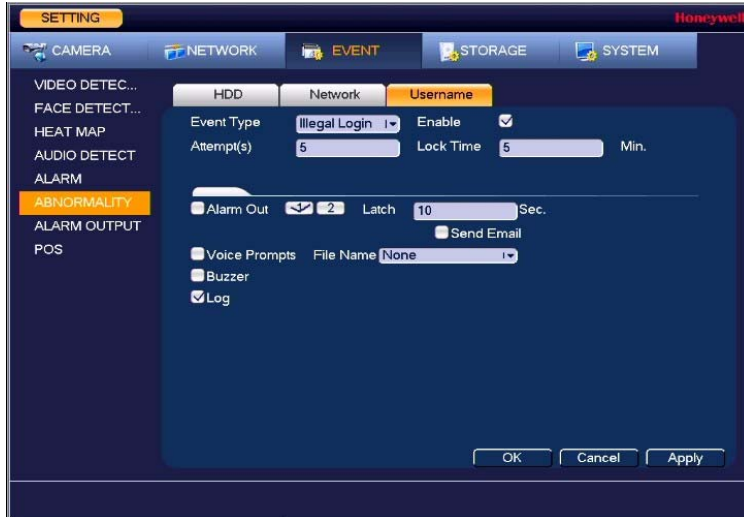 SETTING
Honeywell
CAMERA NETWORK EVENT STORAGE SYSTEM
VIDEO DETEC...
FACE DETECT...
HEAT MAP
AUDIO DETECT
ALARM
ABNORMALITY
ALARM OUTPUT
POS
HDD Network Username
Event Type Illegal Login Enable
Attempt(s) 5 Lock Time 5 Min.
Alarm Out 1 2 Latch 10 Sec.
Send Email
Voice Prompts File Name None
Buzzer
Log
OK Cancel Apply